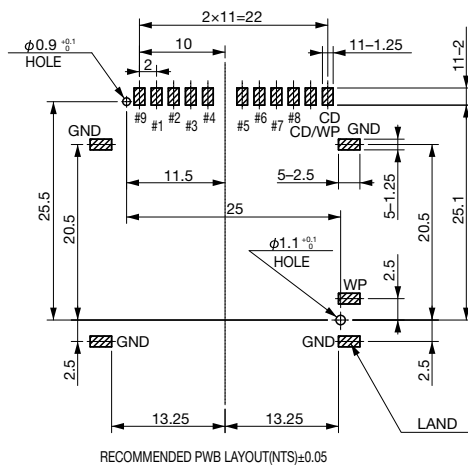 2×11=22
φ0.9 +0.1 0
HOLE
10
11–1.25
11–2
2
#9
#1
#2
#3
#4
#5
#6
#7
#8
CD
CD/WP
GND
GND
11.5
5–2.5
5–1.25
25
25.5
20.5
φ1.1 +0.1 0
HOLE
2.5
20.5
25.1
WP
GND
GND
2.5
2.5
13.25
13.25
LAND
RECOMMENDED PWB LAYOUT(NTS)±0.05